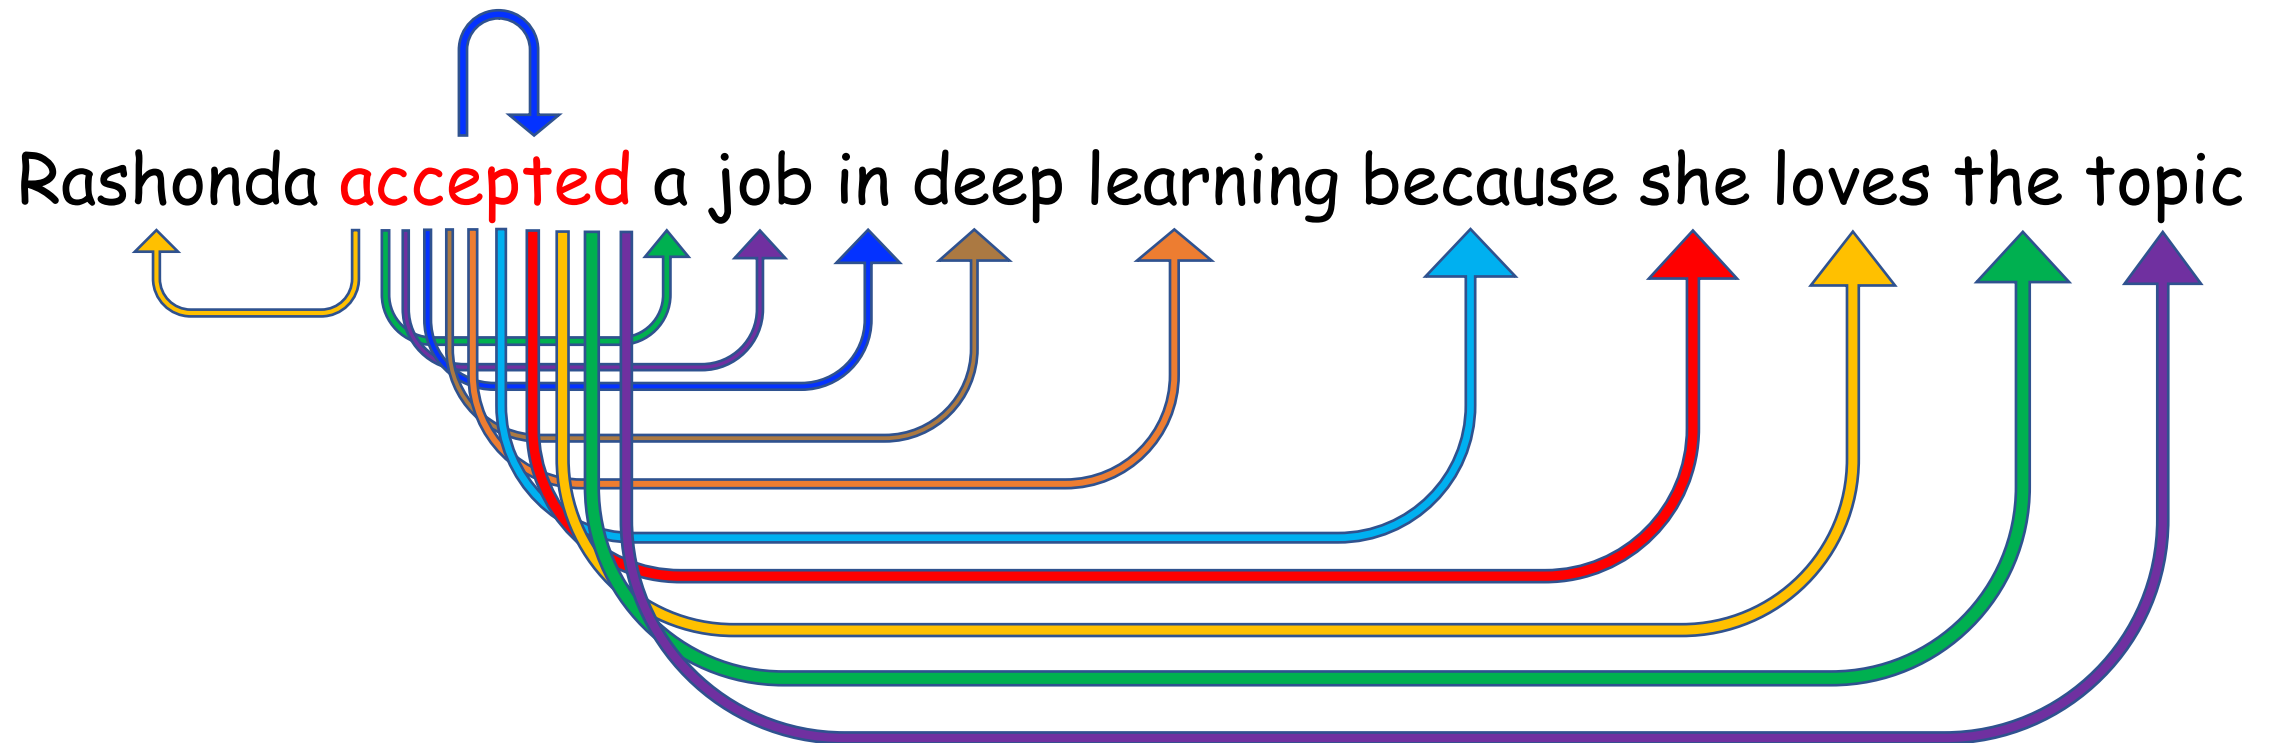 Rashonda accepted a job in deep learning because she loves the topic